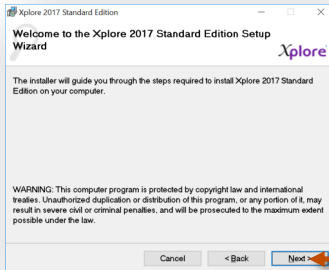 Xplore 2017 Standard Edition
Welcome to the Xplore 2017 Standard Edition Setup
Wizard
Xplore
The installer will guide you through the steps required to install Xplore 2017 Standard
Edition on your computer.
WARNING: This computer program is protected by copyright law and international
treaties. Unauthorized duplication or distribution of this program, or any portion of it, may
result in severe civil or criminal penalties, and will be prosecuted to the maximum extent
possible under the law.
Cancel < Back Next >